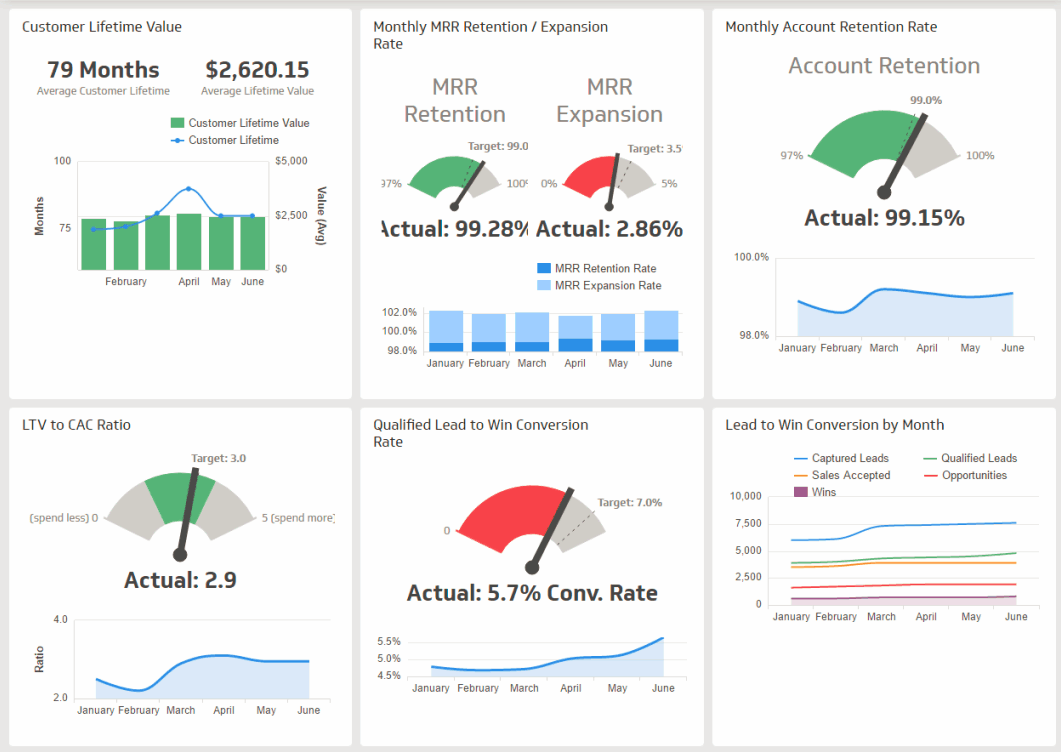 Customer Lifetime Value
79 Months
$2,620.15
Average Customer Lifetime
Average Lifetime Value
Customer Lifetime Value
Customer Lifetime
100
$5,000
Months
Value (Avg)
75
$2,500
$0
February
April
May
June
Monthly MRR Retention / Expansion
Rate
MRR
Retention
MRR
Expansion
Target: 99.0
Target: 3.5
97%
100%
0%
5%
Actual: 99.28%
Actual: 2.86%
MRR Retention Rate
MRR Expansion Rate
102.0%
100.0%
98.0%
January
February
March
April
May
June
Monthly Account Retention Rate
Account Retention
99.0%
97%
100%
Actual: 99.15%
100.0%
98.0%
January
February
March
April
May
June
LTV to CAC Ratio
Target: 3.0
(spend less) 0
5 (spend more)
Actual: 2.9
4.0
Ratio
2.0
January
February
March
April
May
June
Qualified Lead to Win Conversion
Rate
Target: 7.0%
0
Actual: 5.7% Conv. Rate
5.5%
5.0%
4.5%
January
February
March
April
May
June
Lead to Win Conversion by Month
Captured Leads
Qualified Leads
Sales Accepted
Opportunities
Wins
10,000
7,500
5,000
2,500
0
January
February
March
April
May
June